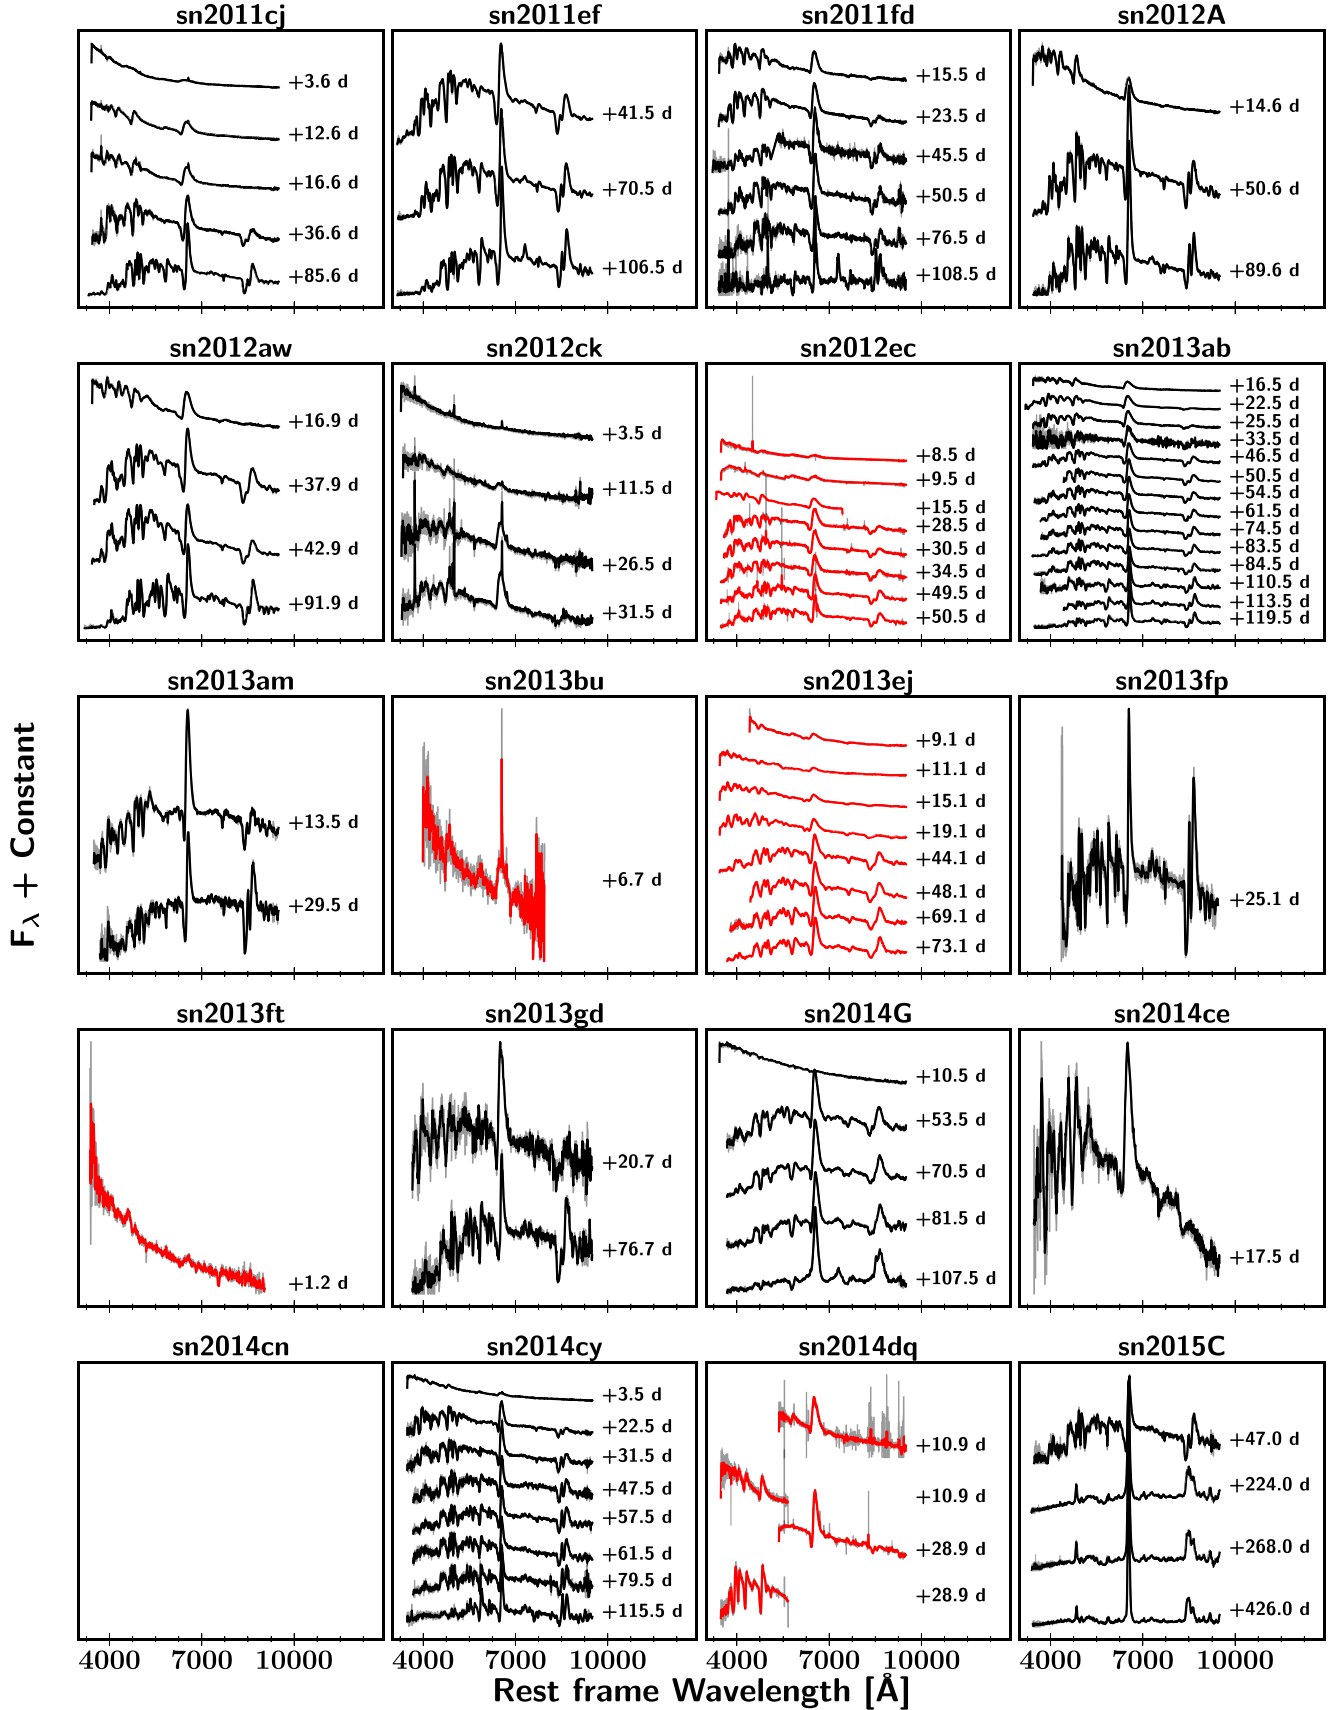 sn2011cj
+3.6 d
+12.6 d
+16.6 d
+36.6 d
+85.6 d
sn2011ef
+41.5 d
+70.5 d
+106.5 d
sn2011fd
+15.5 d
+23.5 d
+45.5 d
+50.5 d
+76.5 d
+108.5 d
sn2012A
+14.6 d
+50.6 d
+89.6 d
sn2012aw
+16.9 d
+37.9 d
+42.9 d
+91.9 d
sn2012ck
+3.5 d
+11.5 d
+26.5 d
+31.5 d
sn2012ec
+8.5 d
+9.5 d
+15.5 d
+28.5 d
+30.5 d
+34.5 d
+49.5 d
+50.5 d
sn2013ab
+16.5 d
+22.5 d
+25.5 d
+33.5 d
+46.5 d
+50.5 d
+54.5 d
+61.5 d
+74.5 d
+83.5 d
+84.5 d
+110.5 d
+113.5 d
+119.5 d
sn2013am
+13.5 d
+29.5 d
sn2013bu
+6.7 d
sn2013ej
+9.1 d
+11.1 d
+15.1 d
+19.1 d
+44.1 d
+48.1 d
+69.1 d
+73.1 d
sn2013fp
+25.1 d
sn2013ft
+1.2 d
sn2013gd
+20.7 d
+76.7 d
sn2014G
+10.5 d
+53.5 d
+70.5 d
+81.5 d
+107.5 d
sn2014ce
+17.5 d
sn2014cn
sn2014cy
+3.5 d
+22.5 d
+31.5 d
+47.5 d
+57.5 d
+61.5 d
+79.5 d
+115.5 d
sn2014dq
+10.9 d
+10.9 d
+28.9 d
+28.9 d
sn2015C
+47.0 d
+224.0 d
+268.0 d
+426.0 d
4000 7000 10000
4000 7000 10000
4000 7000 10000
4000 7000 10000
Rest frame Wavelength [Å]
Fλ + Constant